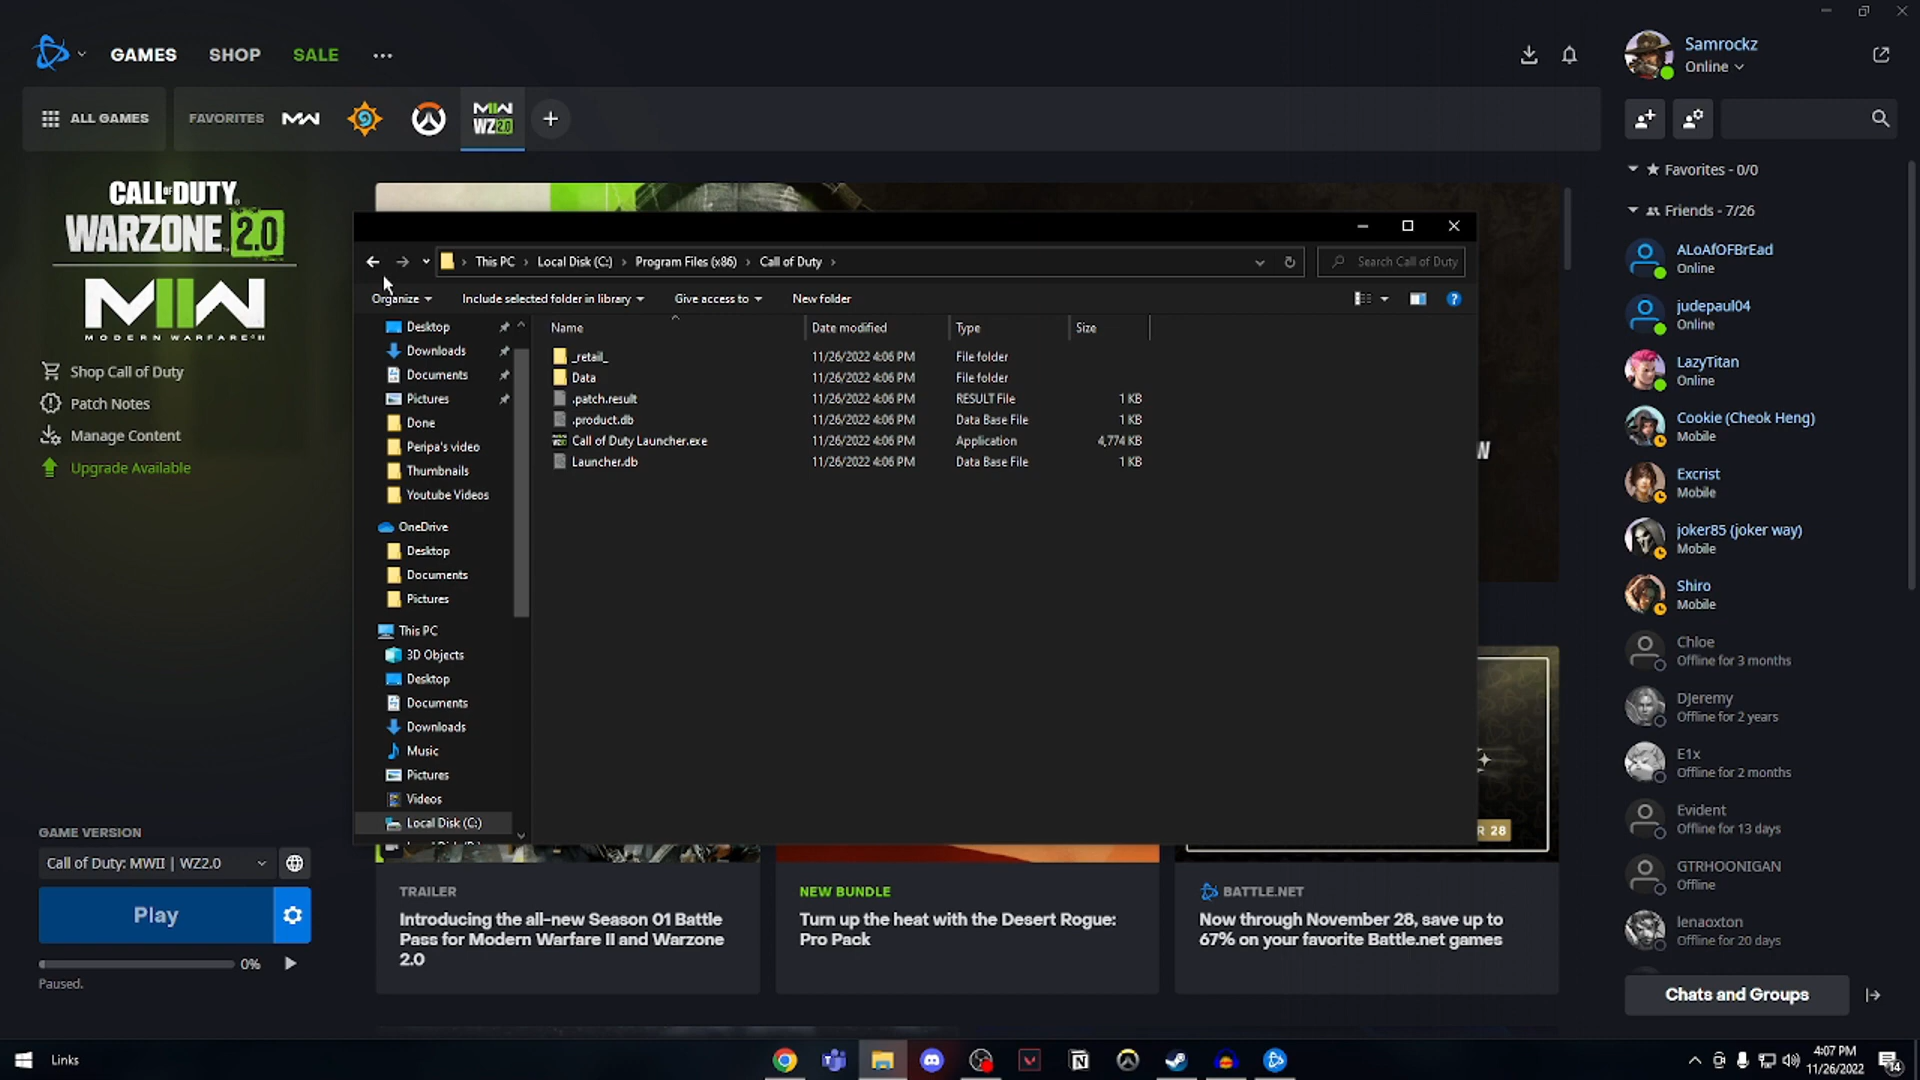 GAMES
SHOP
SALE
Samrockz
Online
ALL GAMES
FAVORITES
MW
MW
WZ 2.0
CALL OF DUTY
WARZONE 2.0
MW
MODERN WARFARE II
Shop Call of Duty
Patch Notes
Manage Content
Upgrade Available
This PC
Local Disk (C:)
Program Files (x86)
Call of Duty
Search Call of Duty
Organize
Include selected folder in library
Give access to
New folder
Desktop
Downloads
Documents
Pictures
Done
Peripa's video
Thumbnails
Youtube Videos
OneDrive
Desktop
Documents
Pictures
This PC
3D Objects
Desktop
Documents
Downloads
Music
Pictures
Videos
Local Disk (C:)
Name Date modified Type Size
_retail_ 11/26/2022 4:06 PM File folder
Data 11/26/2022 4:06 PM File folder
.patch.result 11/26/2022 4:06 PM RESULT File 1 KB
.product.db 11/26/2022 4:06 PM Data Base File 1 KB
Call of Duty Launcher.exe 11/26/2022 4:06 PM Application 4,774 KB
Launcher.db 11/26/2022 4:06 PM Data Base File 1 KB
W
R 28
GAME VERSION
Call of Duty: MWII | WZ2.0
Play
0%
Paused.
TRAILER
Introducing the all-new Season 01 Battle
Pass for Modern Warfare II and Warzone
2.0
NEW BUNDLE
Turn up the heat with the Desert Rogue:
Pro Pack
BATTLE.NET
Now through November 28, save up to
67% on your favorite Battle.net games
Favorites - 0/0
Friends - 7/26
ALoAfOFBrEad
Online
judepaul04
Online
LazyTitan
Online
Cookie (Cheok Heng)
Mobile
Excrist
Mobile
joker85 (joker way)
Mobile
Shiro
Mobile
Chloe
Offline for 3 months
DJeremy
Offline for 2 years
E1x
Offline for 2 months
Evident
Offline for 13 days
GTRHOONIGAN
Offline
lenaoxton
Offline for 20 days
Chats and Groups
Links
4:07 PM
11/26/2022
14